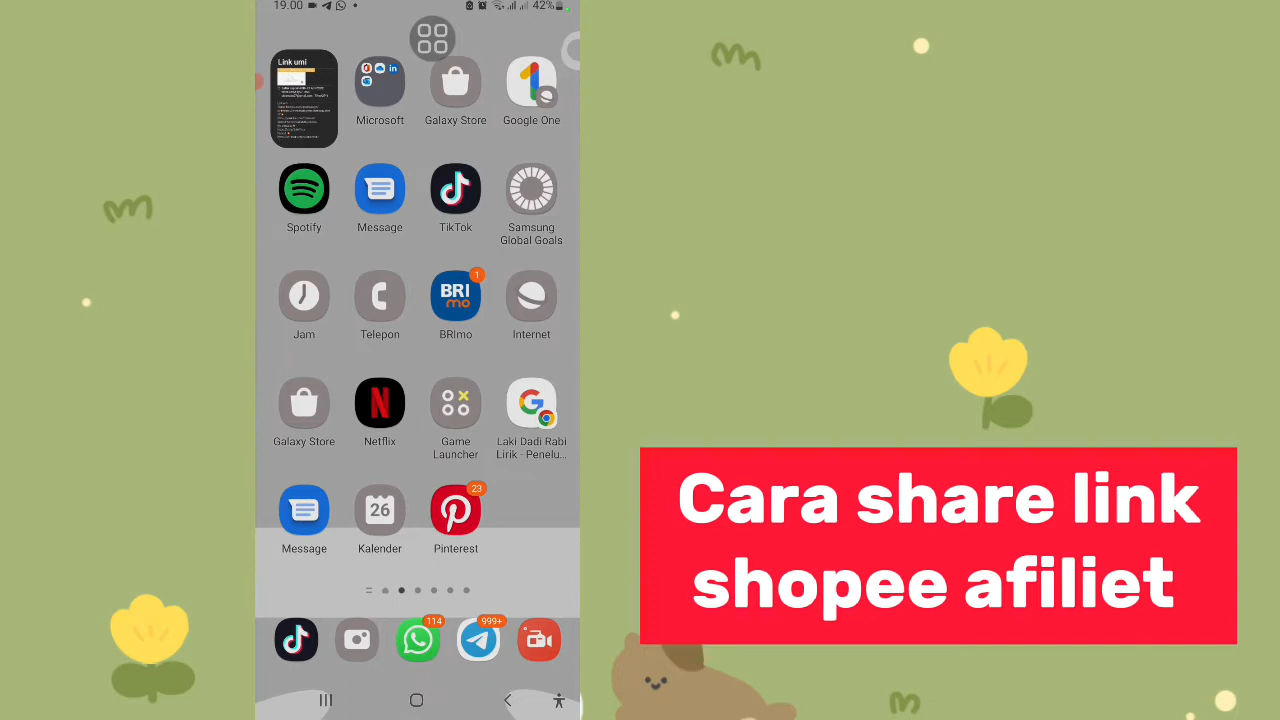 19.00
42%
Link umi
in
Microsoft
Galaxy Store
Google One
Spotify
Message
TikTok
Samsung
Global Goals
BRI
mo
1
Jam
Telepon
BRImo
Internet
N
G
Galaxy Store
Netflix
Game
Launcher
Laki Dadi Rabi
Lirik - Penelu...
26
23
Message
Kalender
Pinterest
114
999+
Cara share link
shopee afiliet